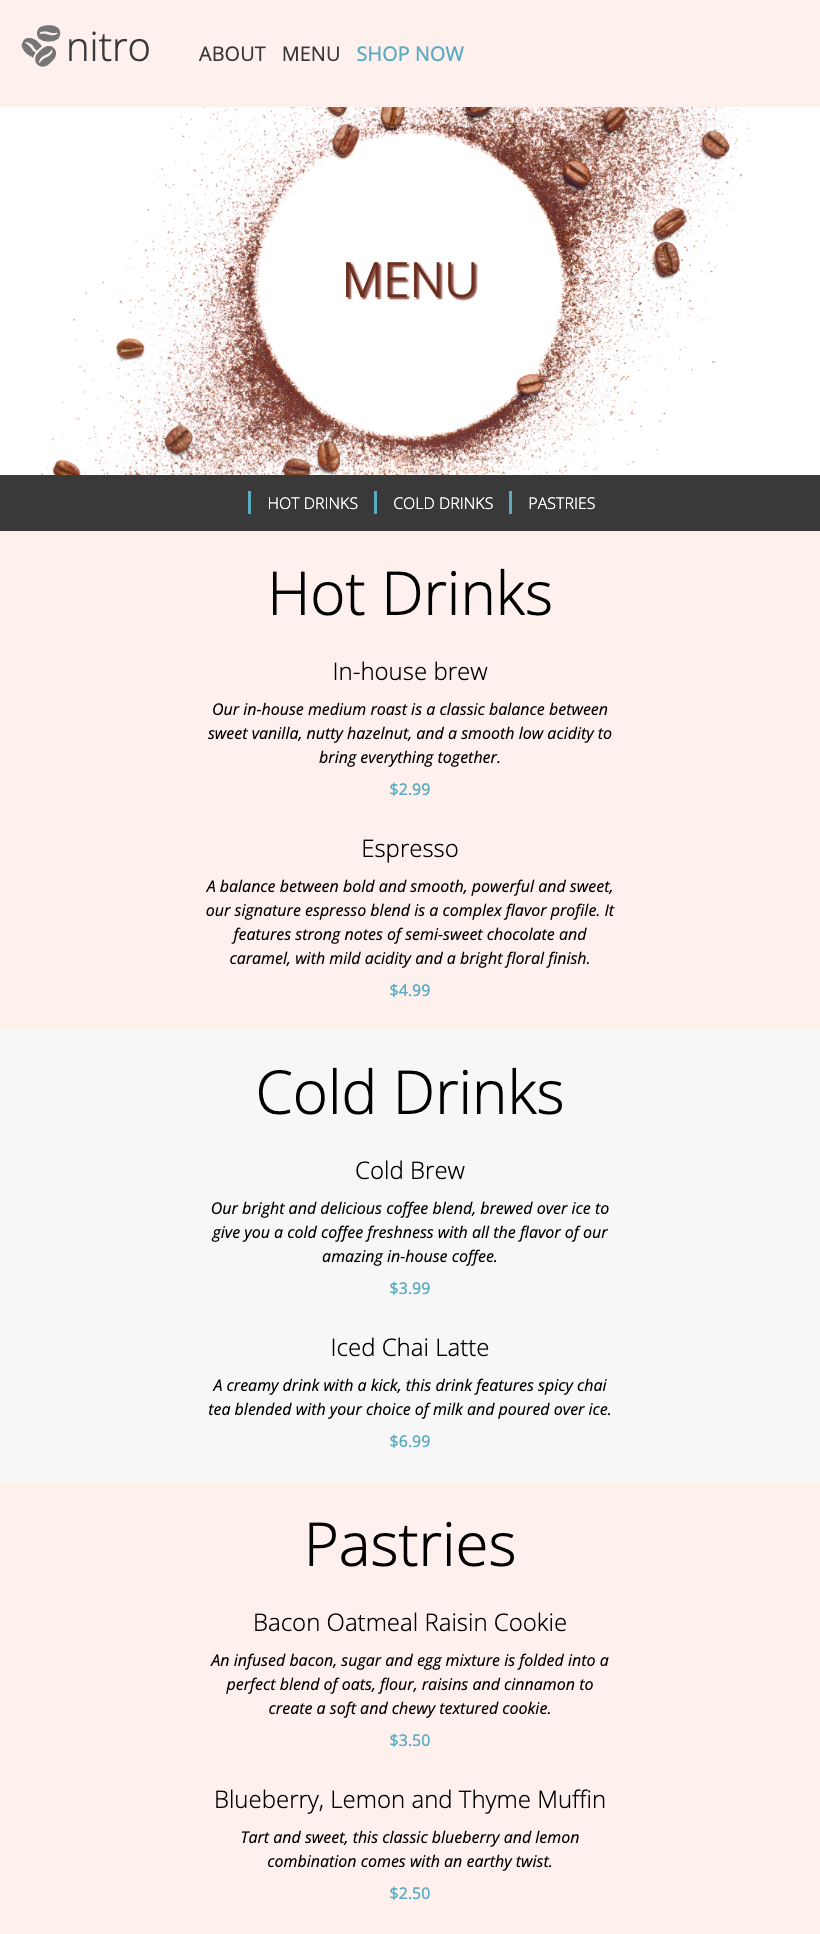 nitro
ABOUT MENU SHOP NOW
MENU
HOT DRINKS COLD DRINKS PASTRIES
Hot Drinks
In-house brew
Our in-house medium roast is a classic balance between
sweet vanilla, nutty hazelnut, and a smooth low acidity to
bring everything together.
$2.99
Espresso
A balance between bold and smooth, powerful and sweet,
our signature espresso blend is a complex flavor profile. It
features strong notes of semi-sweet chocolate and
caramel, with mild acidity and a bright floral finish.
$4.99
Cold Drinks
Cold Brew
Our bright and delicious coffee blend, brewed over ice to
give you a cold coffee freshness with all the flavor of our
amazing in-house coffee.
$3.99
Iced Chai Latte
A creamy drink with a kick, this drink features spicy chai
tea blended with your choice of milk and poured over ice.
$6.99
Pastries
Bacon Oatmeal Raisin Cookie
An infused bacon, sugar and egg mixture is folded into a
perfect blend of oats, flour, raisins and cinnamon to
create a soft and chewy textured cookie.
$3.50
Blueberry, Lemon and Thyme Muffin
Tart and sweet, this classic blueberry and lemon
combination comes with an earthy twist.
$2.50